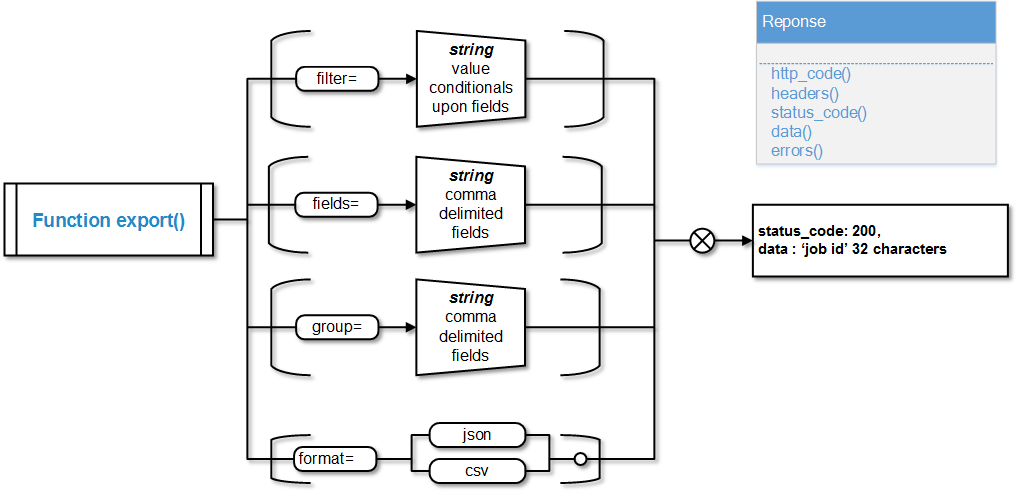 Reponse
http_code()
headers()
status_code()
data()
errors()
Function export()
filter=
string
value
conditionals
upon fields
fields=
string
comma
delimited
fields
group=
string
comma
delimited
fields
format=
json
csv
status_code: 200,
data : ‘job id’ 32 characters